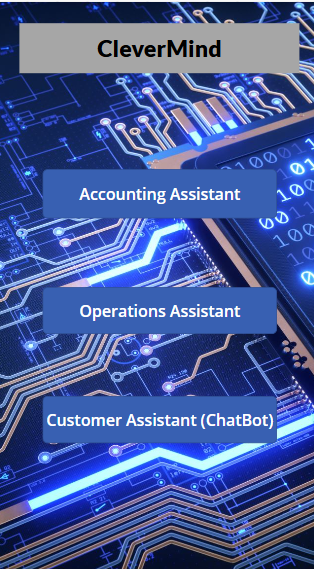 CleverMind
Accounting Assistant
Operations Assistant
Customer Assistant (ChatBot)